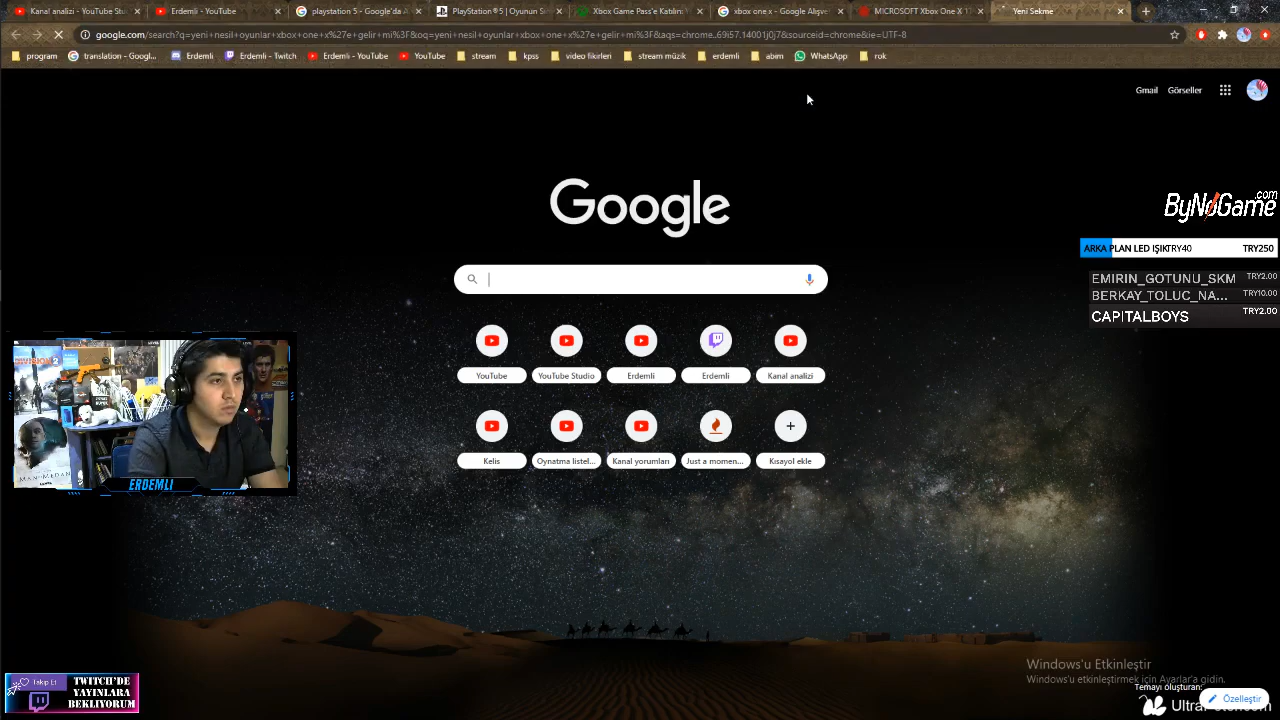 Kanal analizi - YouTube Stu
Erdemli - YouTube
playstation 5 - Google'da A
PlayStation®5 | Oyunun S
Xbox Game Pass'e Katılın:
xbox one x - Google Alışve
MICROSOFT Xbox One X 1
Yeni Sekme
google.com/search?q=yeni+nesil+oyunlar+xbox+one+x%27e+gelir+mi%3F&oq=yeni+nesil+oyunlar+xbox+one+x%27e+gelir+mi%3F&aqs=chrome..69i57.14001j0j7&sourceid=chrome&ie=UTF-8
program
translation - Googl...
Erdemli
Erdemli - Twitch
Erdemli - YouTube
YouTube
stream
kpss
video fikirleri
stream müzik
erdemli
abim
WhatsApp
rok
Gmail
Görseller
Google
ByNoGame.com
ARKA PLAN LED IŞIKTRY40
TRY250
EMIRIN_GOTUNU_SKM
TRY2.00
BERKAY_TOLUC_NA...
TRY10.00
CAPITALBOYS
TRY2.00
YouTube
YouTube Studio
Erdemli
Erdemli
Kanal analizi
Kelis
Oynatma listel...
Kanal yorumları
Just a momen...
Kısayol ekle
MAN of MEDAN
ERDEMLI
Takip Et
TWITCH'DE
YAYINLARA
BEKLIYORUM
Windows'u Etkinleştir
Windows'u etkinleştirmek için Ayarlar'a gidin.
Temayı oluşturan:
Özelleştir